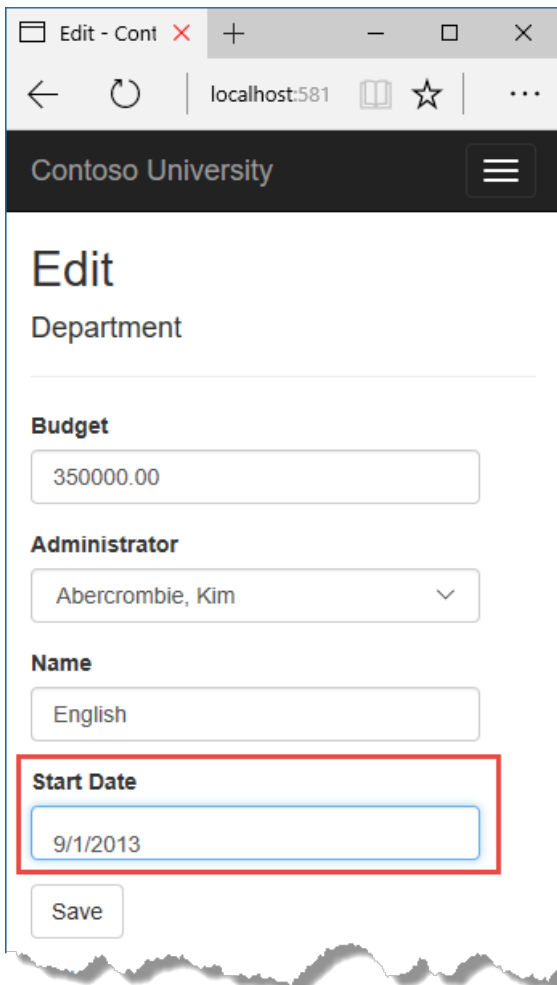 Edit - Cont
localhost:581
Contoso University
Edit
Department
Budget
350000.00
Administrator
Abercrombie, Kim
Name
English
Start Date
9/1/2013
Save